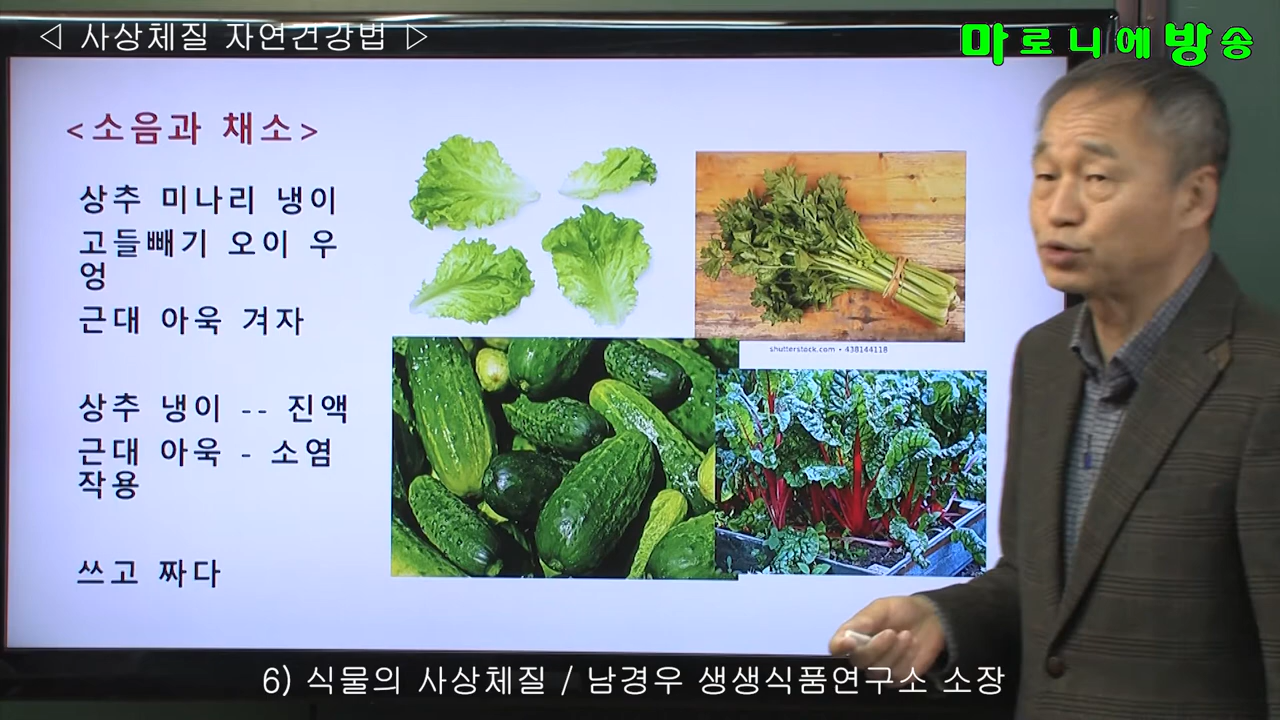 ◁ 사상체질 자연건강법 ▷
마로니에방송
<소음과 채소>
상추 미나리 냉이
고들빼기 오이 우
엉
근대 아욱 겨자
상추 냉이 -- 진액
근대 아욱 - 소염
작용
쓰고 짜다
shutterstock.com • 438144118
6) 식물의 사상체질 / 남경우 생생식품연구소 소장